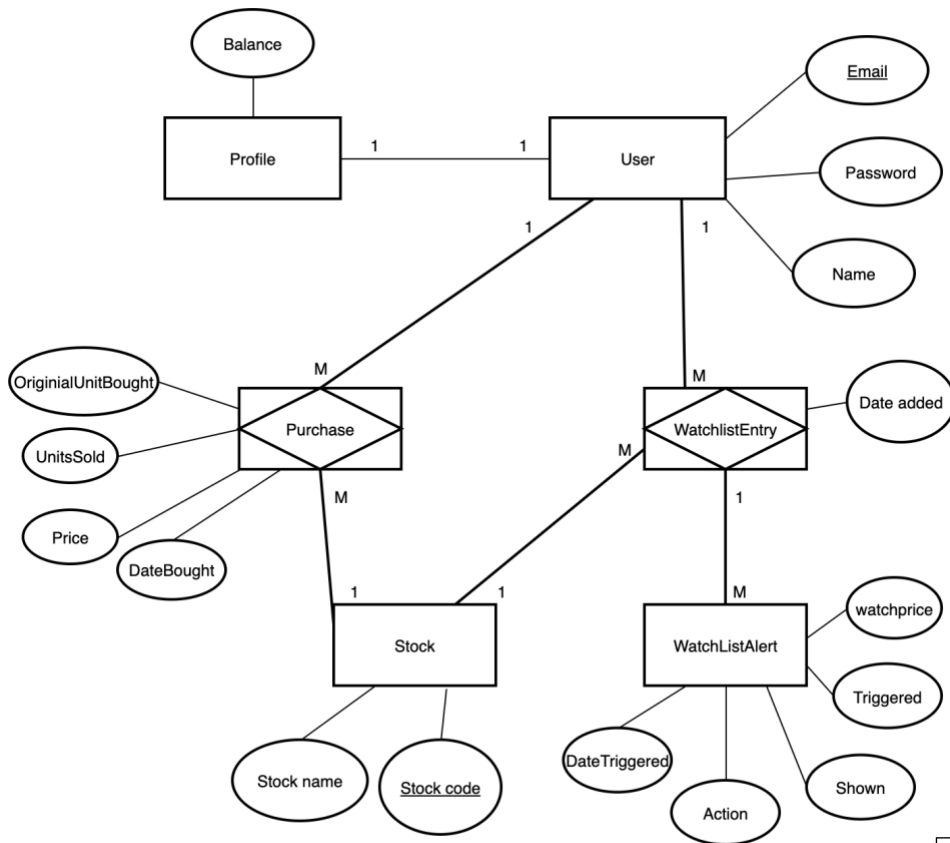 Balance
Email
Profile
1
1
User
Password
1
1
Name
M
M
OriginialUnitBought
Date added
Purchase
WatchlistEntry
UnitsSold
M
M
1
Price
DateBought
1
1
M
watchprice
Stock
WatchListAlert
Triggered
DateTriggered
Stock name
Stock code
Shown
Action